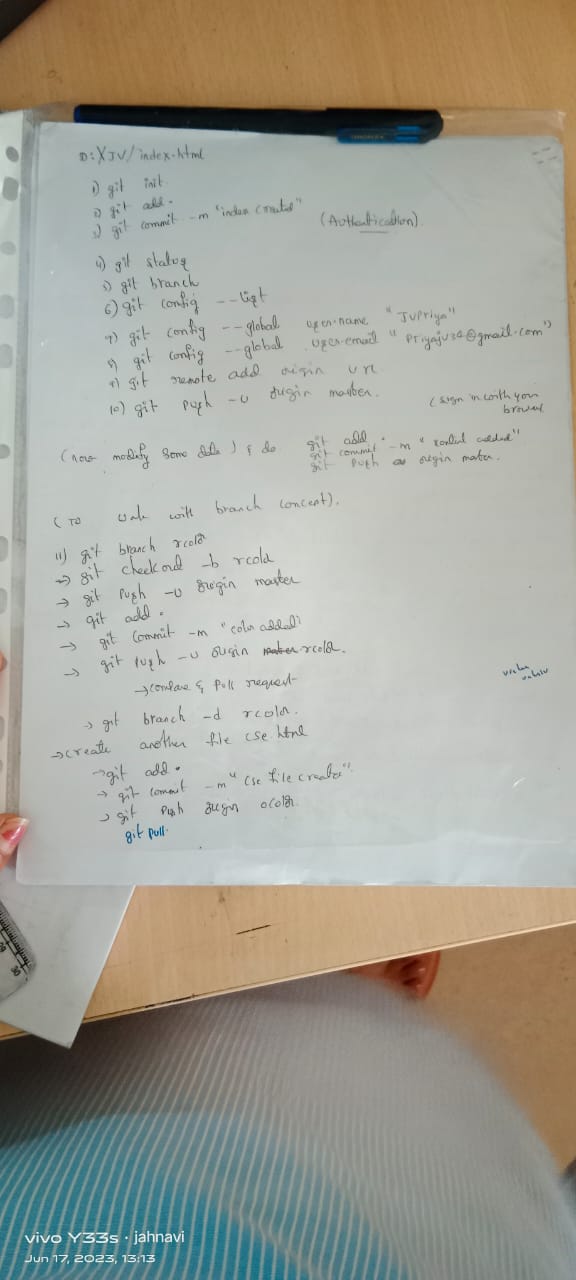 D:\XJV/index.html
1) git init
2) git add .
3) git commit -m "index created"
(Authentication)
4) git status
5) git branch
6) git config --list
7) git config --global user.name "JVPriya"
8) git config --global user.email "Priyajv34@gmail.com")
9) git remote add origin url
10) git push -u origin master.
(sign in with your browser
(now modify some data) & do git add .
git commit -m " added"
git push origin master.
(To work with branch concept).
11) git branch rcolor
→ git checkout -b rcolor
→ git push -u origin master
→ git add .
→ git commit -m "color added"
→ git push -u origin rcolor.
→ compare & pull request
→ git branch -d rcolor.
→ create another file cse html
→ git add .
→ git commit -m "cse file creator".
→ git push origin rcolor.
git pull.
vivo Y33s · jahnavi
Jun 17, 2023, 13:13